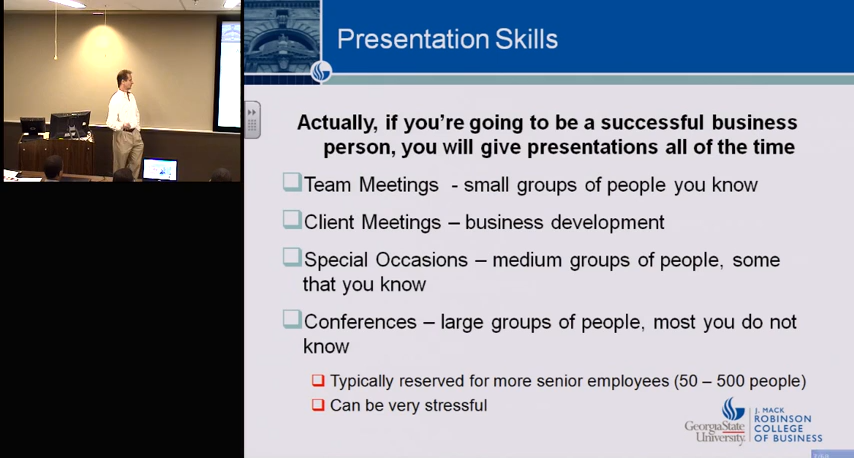 Presentation Skills
Actually, if you're going to be a successful business
person, you will give presentations all of the time
Team Meetings - small groups of people you know
Client Meetings – business development
Special Occasions – medium groups of people, some
that you know
Conferences – large groups of people, most you do not
know
Typically reserved for more senior employees (50 – 500 people)
Can be very stressful
GeorgiaState
University
J. MACK
ROBINSON
COLLEGE
OF BUSINESS